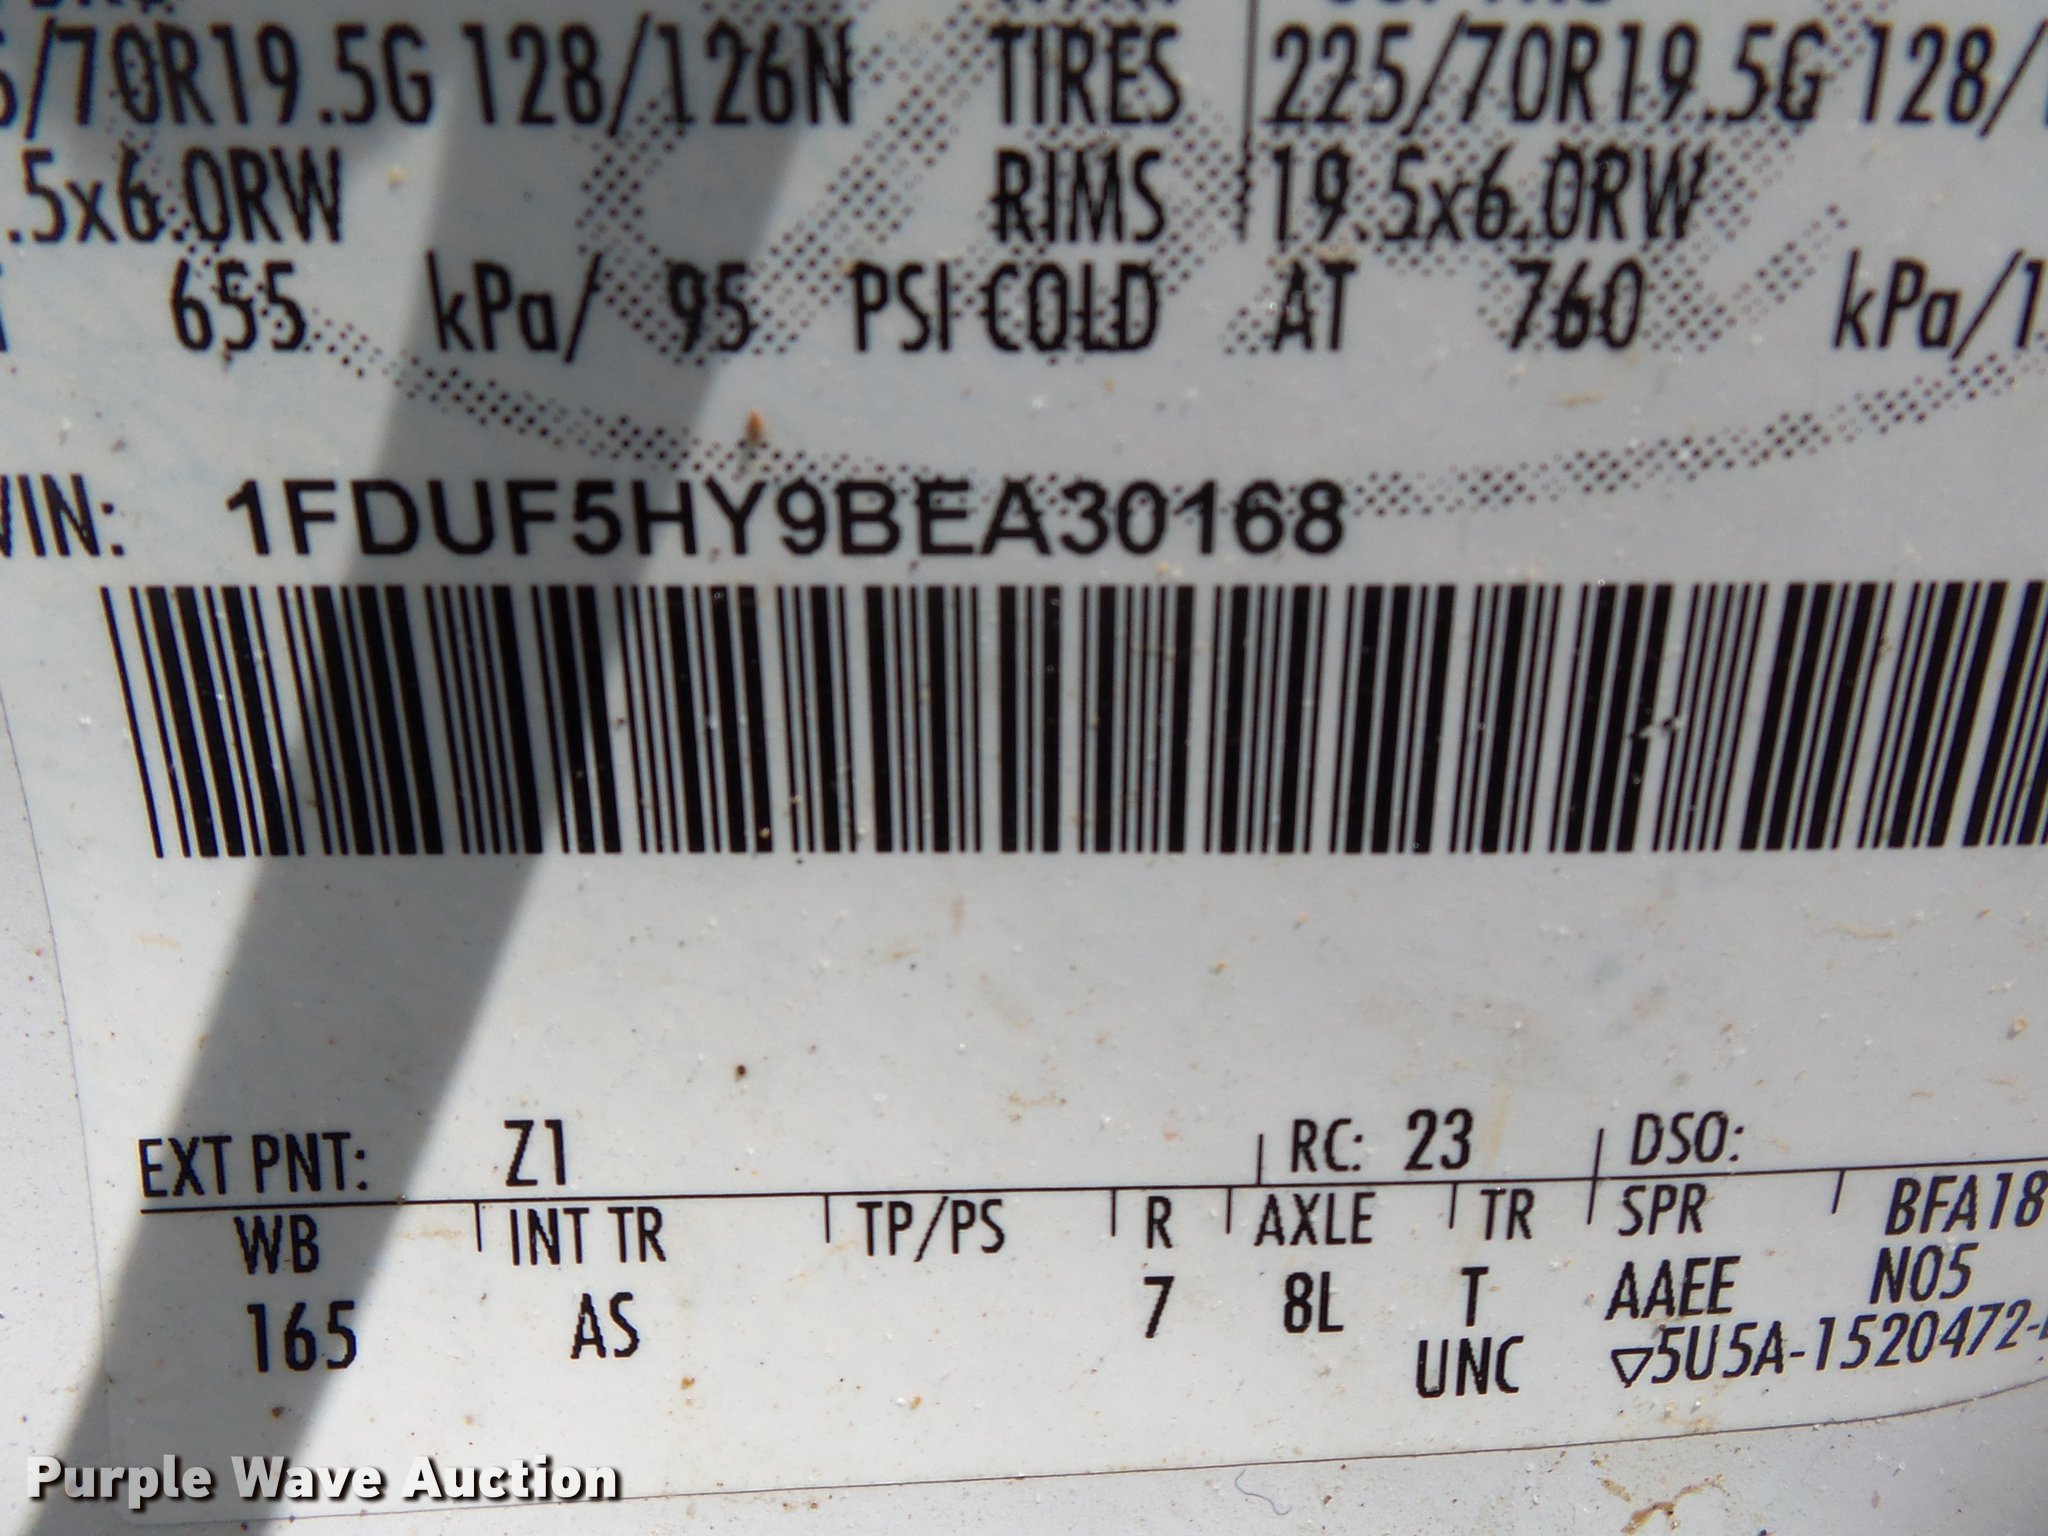 /70R19.5G 128/126N TIRES 225/70R19.5G 128/
.5x6.0RW RIMS 19.5x6.0RW
655 kPa/ 95 PSI COLD AT 760 kPa/1
VIN: 1FDUF5HY9BEA30168
EXT PNT: Z1 RC: 23 DSO:
WB INT TR TP/PS R AXLE TR SPR BFA18
165 AS 7 8L T AAEE N05
UNC ▽5U5A-1520472-
Purple Wave Auction